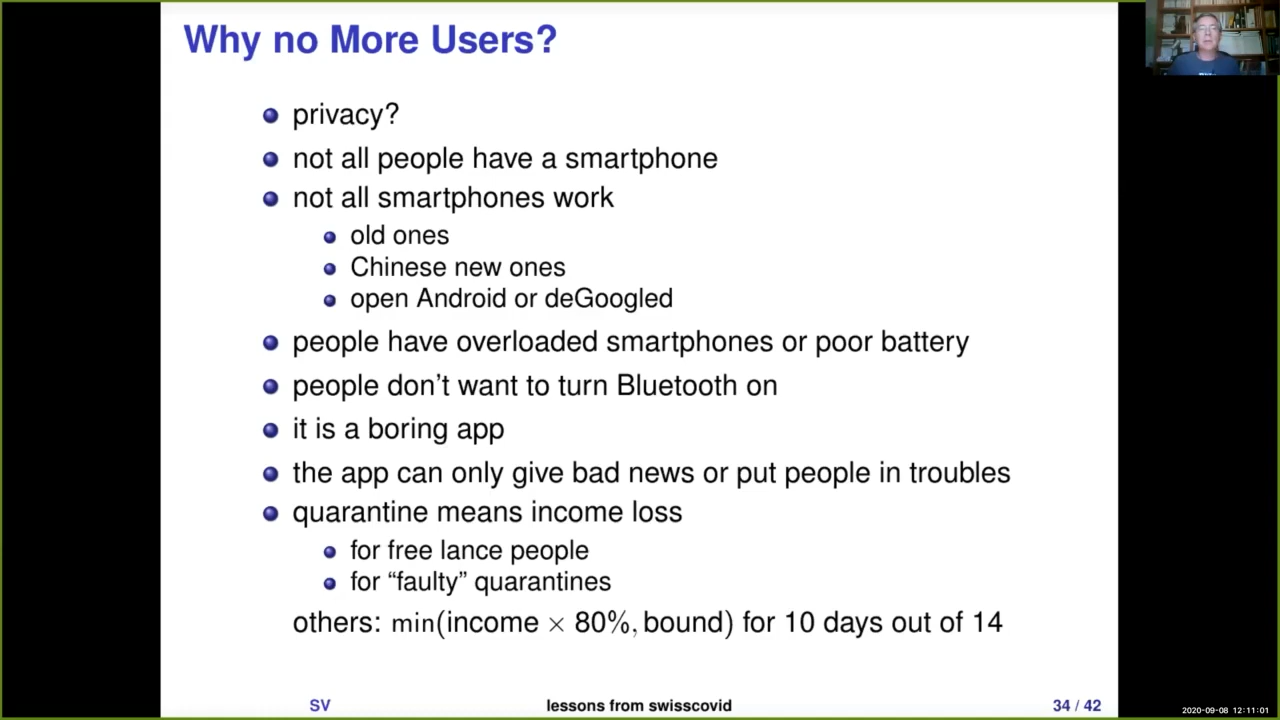 Why no More Users?
privacy?
not all people have a smartphone
not all smartphones work
old ones
Chinese new ones
open Android or deGoogled
people have overloaded smartphones or poor battery
people don’t want to turn Bluetooth on
it is a boring app
the app can only give bad news or put people in troubles
quarantine means income loss
for free lance people
for “faulty” quarantines
others: min(income × 80%, bound) for 10 days out of 14
SV lessons from swisscovid 34 / 42
2020-09-08 12:11:01